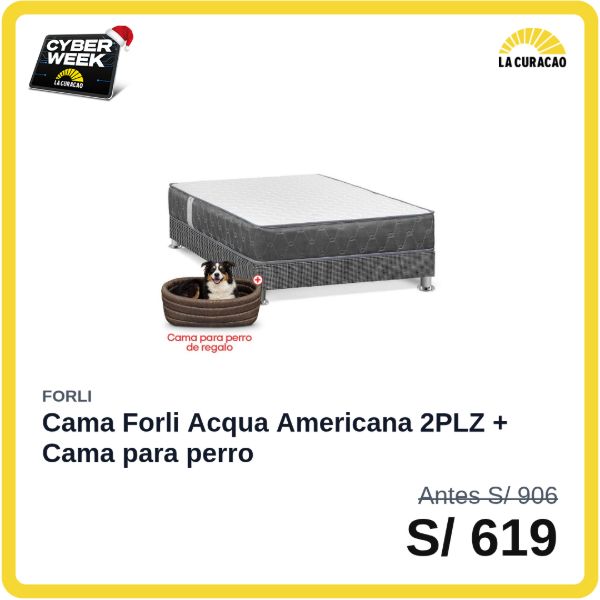 CYBER
WEEK
LA CURACAO
LA CURACAO
+
Cama para perro
de regalo
FORLI
Cama Forli Acqua Americana 2PLZ +
Cama para perro
Antes S/ 906
S/ 619